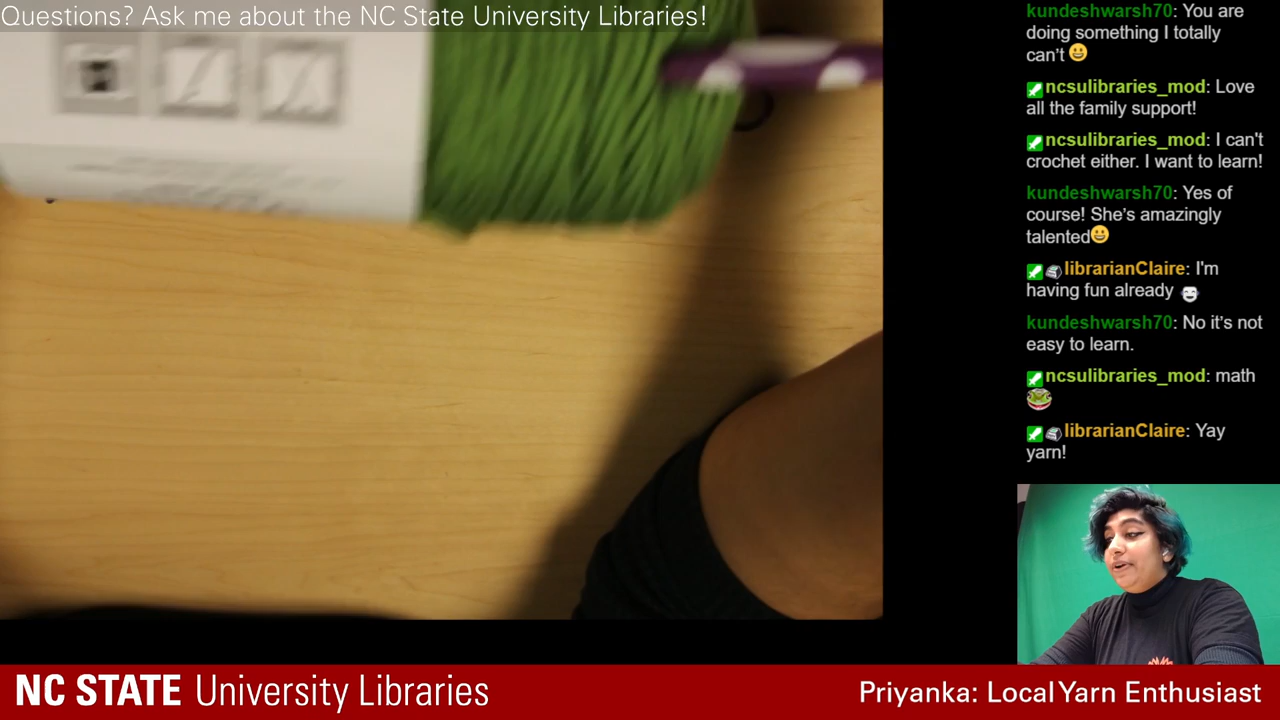 Questions? Ask me about the NC State University Libraries!
kundeshwarsh70: You are
doing something I totally
can’t
ncsulibraries_mod: Love
all the family support!
ncsulibraries_mod: I can't
crochet either. I want to learn!
kundeshwarsh70: Yes of
course! She’s amazingly
talented
librarianClaire: I'm
having fun already
kundeshwarsh70: No it’s not
easy to learn.
ncsulibraries_mod: math
librarianClaire: Yay
yarn!
NC STATE University Libraries
Priyanka: Local Yarn Enthusiast